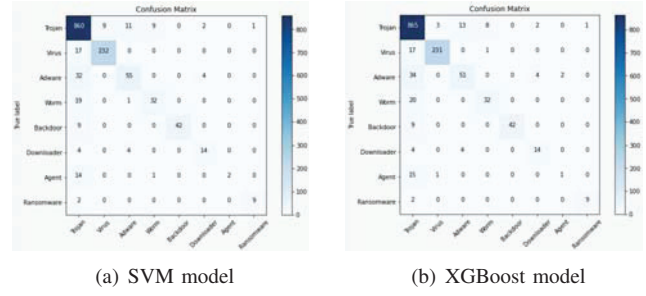 Confusion Matrix
True label
Trojan 860 9 11 9 0 2 0 1
Virus 17 232 0 0 0 0 0 0
Adware 32 0 55 0 0 4 0 0
Worm 19 0 1 32 0 0 0 0
Backdoor 9 0 0 0 42 0 0 0
Downloader 4 0 4 0 0 14 0 0
Agent 14 0 0 1 0 0 2 0
Ransomware 2 0 0 0 0 0 0 9
Trojan Virus Adware Worm Backdoor Downloader Agent Ransomware
800
700
600
500
400
300
200
100
0
(a) SVM model
Confusion Matrix
True label
Trojan 865 3 13 8 0 2 0 1
Virus 17 231 0 1 0 0 0 0
Adware 34 0 51 0 0 4 2 0
Worm 20 0 0 32 0 0 0 0
Backdoor 9 0 0 0 42 0 0 0
Downloader 4 0 4 0 0 14 0 0
Agent 15 1 0 0 0 0 1 0
Ransomware 2 0 0 0 0 0 0 9
Trojan Virus Adware Worm Backdoor Downloader Agent Ransomware
800
700
600
500
400
300
200
100
0
(b) XGBoost model